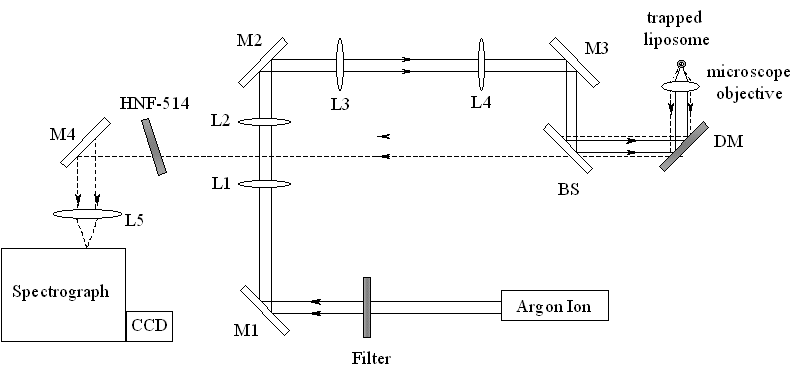 trapped
liposome
M2
M3
microscope
objective
HNF-514
L3
L4
L2
M4
DM
L1
BS
L5
Spectrograph
Argon Ion
CCD
M1
Filter